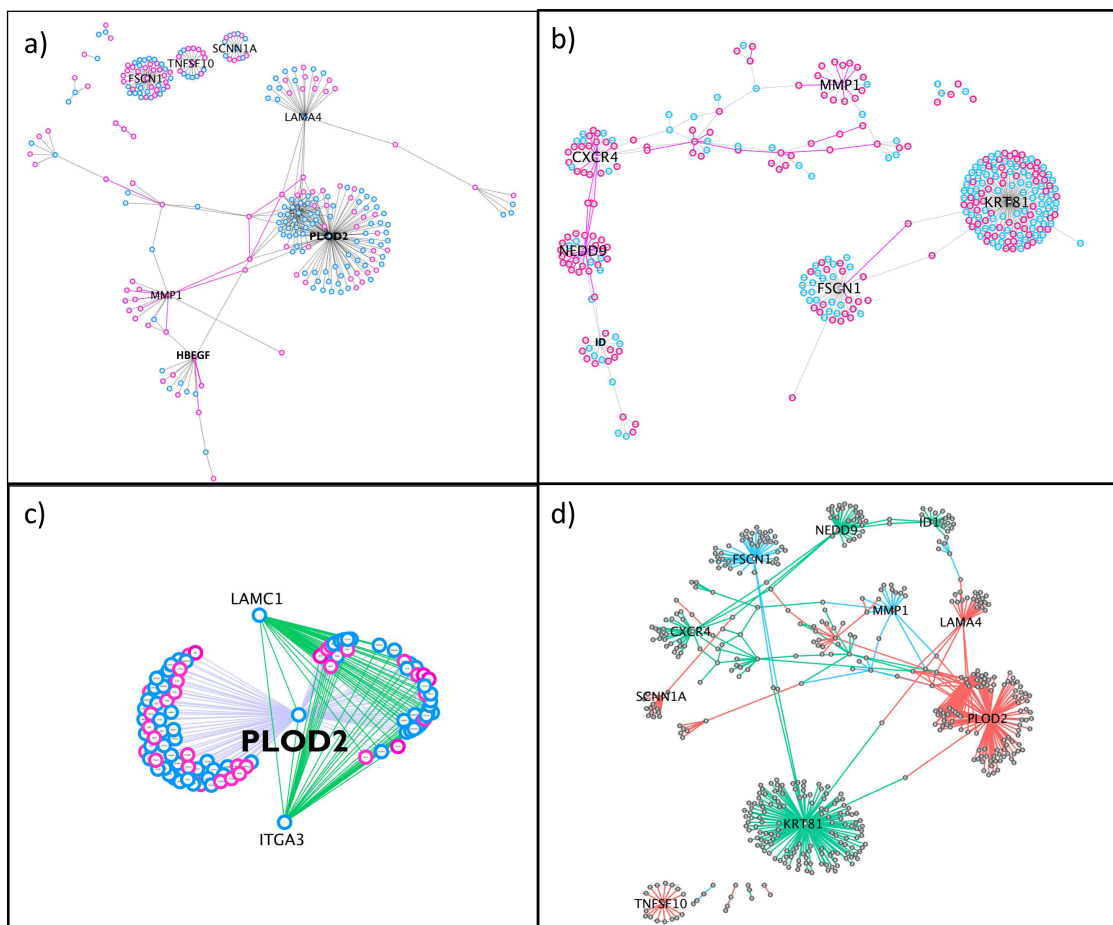 a)
SCNN1A
TNFSF10
FSCN1
LAMA4
PLOD2
MMP1
HBEGF
b)
MMP1
CXCR4
KRT81
NEDD9
FSCN1
ID
c)
LAMC1
PLOD2
ITGA3
d)
NEDD9
ID1
FSCN1
MMP1
LAMA4
CXCR4
SCNN1A
PLOD2
KRT81
TNFSF10